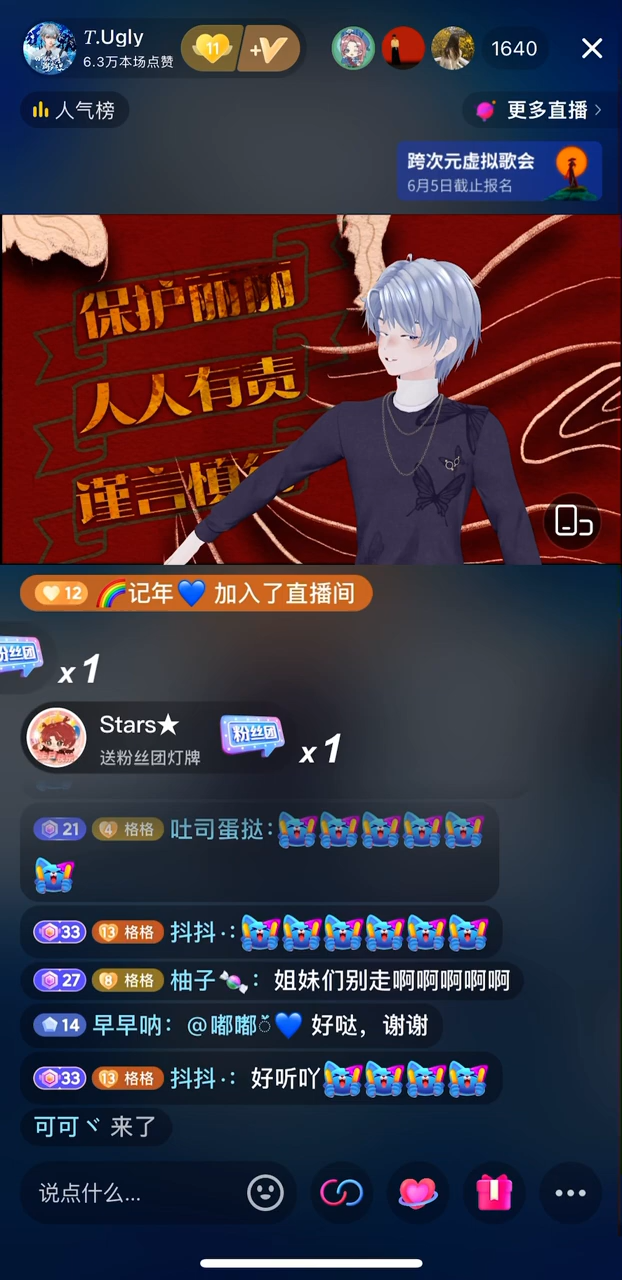 T.Ugly
6.3万本场点赞
11
+V
1640
人气榜
更多直播
跨次元虚拟歌会
6月5日截止报名
保护丽丽
人人有责
谨言慎行
12 🌈记年💙 加入了直播间
粉丝团 x1
Stars★
送粉丝团灯牌
粉丝团 x1
21 4 格格 吐司蛋挞:
33 13 格格 抖抖·:
27 8 格格 柚子🍬: 姐妹们别走啊啊啊啊啊
14 早早呐: @嘟嘟💙 好哒，谢谢
33 13 格格 抖抖·: 好听吖
可可ヾ 来了
说点什么...